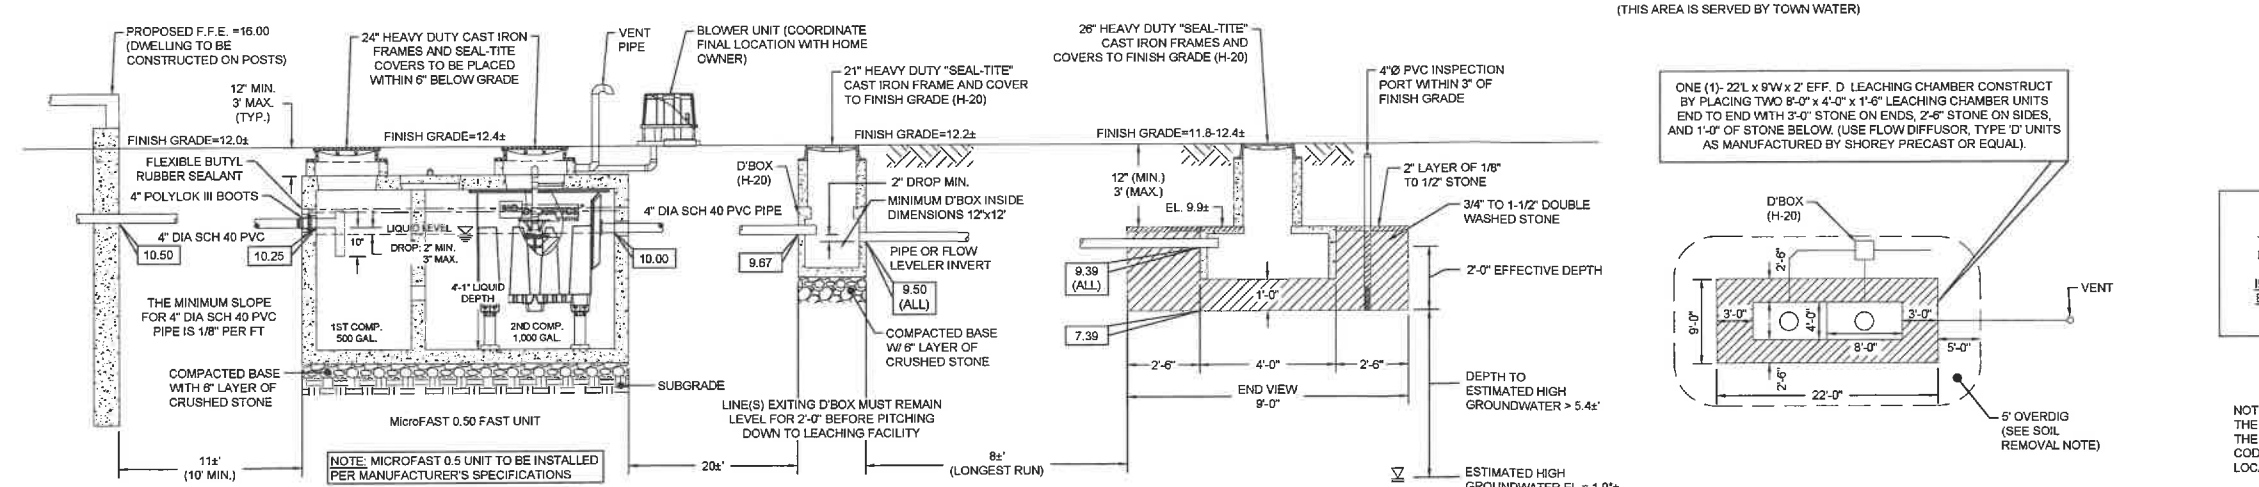 (THIS AREA IS SERVED BY TOWN WATER)
PROPOSED F.F.E. =16.00
(DWELLING TO BE
CONSTRUCTED ON POSTS)
24" HEAVY DUTY CAST IRON
FRAMES AND SEAL-TITE
COVERS TO BE PLACED
WITHIN 6" BELOW GRADE
VENT
PIPE
BLOWER UNIT (COORDINATE
FINAL LOCATION WITH HOME
OWNER)
21" HEAVY DUTY "SEAL-TITE"
CAST IRON FRAME AND COVER
TO FINISH GRADE (H-20)
26" HEAVY DUTY "SEAL-TITE"
CAST IRON FRAMES AND
COVERS TO FINISH GRADE (H-20)
4"Ø PVC INSPECTION
PORT WITHIN 3" OF
FINISH GRADE
ONE (1)- 22'L x 9'W x 2' EFF. D LEACHING CHAMBER CONSTRUCT
BY PLACING TWO 8'-0" x 4'-0" x 1'-6" LEACHING CHAMBER UNITS
END TO END WITH 3'-0" STONE ON ENDS, 2'-6" STONE ON SIDES,
AND 1'-0" OF STONE BELOW. (USE FLOW DIFFUSOR, TYPE 'D' UNITS
AS MANUFACTURED BY SHOREY PRECAST OR EQUAL).
12" MIN.
3' MAX.
(TYP.)
FINISH GRADE=12.0±
FINISH GRADE=12.4±
FINISH GRADE=12.2±
FINISH GRADE=11.8-12.4±
FLEXIBLE BUTYL
RUBBER SEALANT
4" POLYLOK III BOOTS
4" DIA SCH 40 PVC
10.50
10.25
LIQUID LEVEL
10"
DROP: 2" MIN.
3" MAX.
4'-1" LIQUID
DEPTH
1ST COMP.
500 GAL.
2ND COMP.
1,000 GAL.
10.00
4" DIA SCH 40 PVC PIPE
D'BOX
(H-20)
2" DROP MIN.
MINIMUM D'BOX INSIDE
DIMENSIONS 12"x12'
9.67
PIPE OR FLOW
LEVELER INVERT
9.50
(ALL)
COMPACTED BASE
W/ 6" LAYER OF
CRUSHED STONE
12" (MIN.)
3' (MAX.)
EL. 9.9±
2" LAYER OF 1/8"
TO 1/2" STONE
3/4" TO 1-1/2" DOUBLE
WASHED STONE
2'-0" EFFECTIVE DEPTH
9.39
(ALL)
7.39
1'-0"
2'-6"
4'-0"
2'-6"
END VIEW
9'-0"
DEPTH TO
ESTIMATED HIGH
GROUNDWATER > 5.4±'
ESTIMATED HIGH
THE MINIMUM SLOPE
FOR 4" DIA SCH 40 PVC
PIPE IS 1/8" PER FT
COMPACTED BASE
WITH 6" LAYER OF
CRUSHED STONE
SUBGRADE
MicroFAST 0.50 FAST UNIT
NOTE: MICROFAST 0.5 UNIT TO BE INSTALLED
PER MANUFACTURER'S SPECIFICATIONS
LINE(S) EXITING D'BOX MUST REMAIN
LEVEL FOR 2'-0" BEFORE PITCHING
DOWN TO LEACHING FACILITY
11±'
(10' MIN.)
20±'
8±'
(LONGEST RUN)
D'BOX
(H-20)
2'-6"
9'-0"
3'-0"
4'-0"
3'-0"
8'-0"
5'-0"
2'-6"
22'-0"
VENT
5' OVERDIG
(SEE SOIL
REMOVAL NOTE)
NOT
THE
THE
COD
LOC